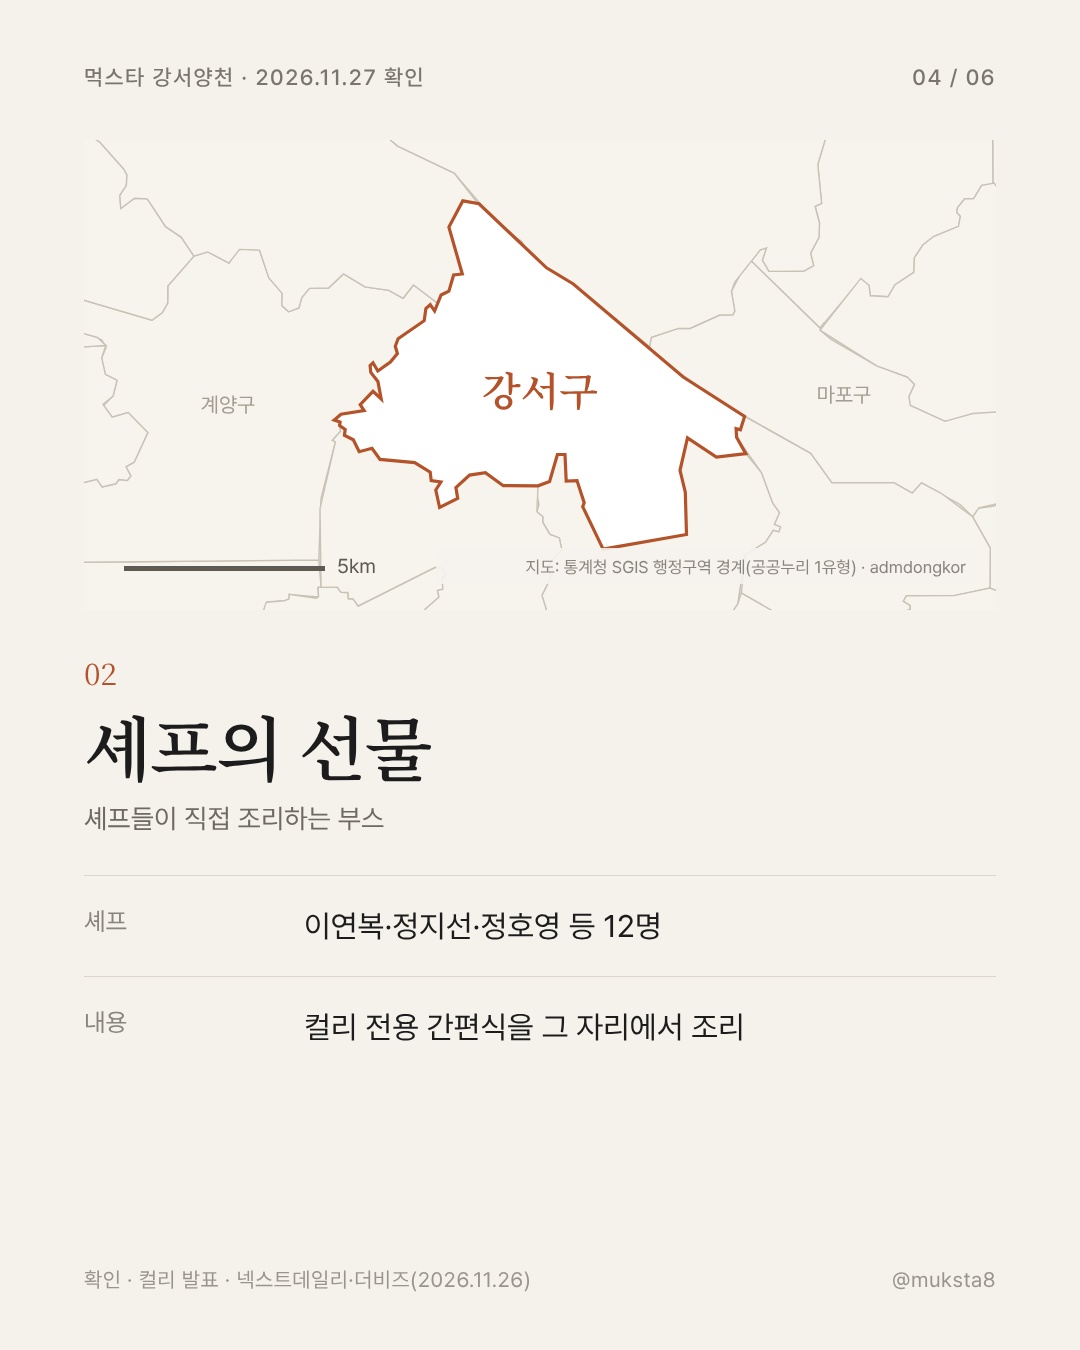 먹스타 강서양천 · 2026.11.27 확인
04 / 06
강서구
계양구
마포구
5km
지도: 통계청 SGIS 행정구역 경계(공공누리 1유형) · admdongkor
02
셰프의 선물
셰프들이 직접 조리하는 부스
셰프
이연복·정지선·정호영 등 12명
내용
컬리 전용 간편식을 그 자리에서 조리
확인 · 컬리 발표 · 넥스트데일리·더비즈(2026.11.26)
@muksta8